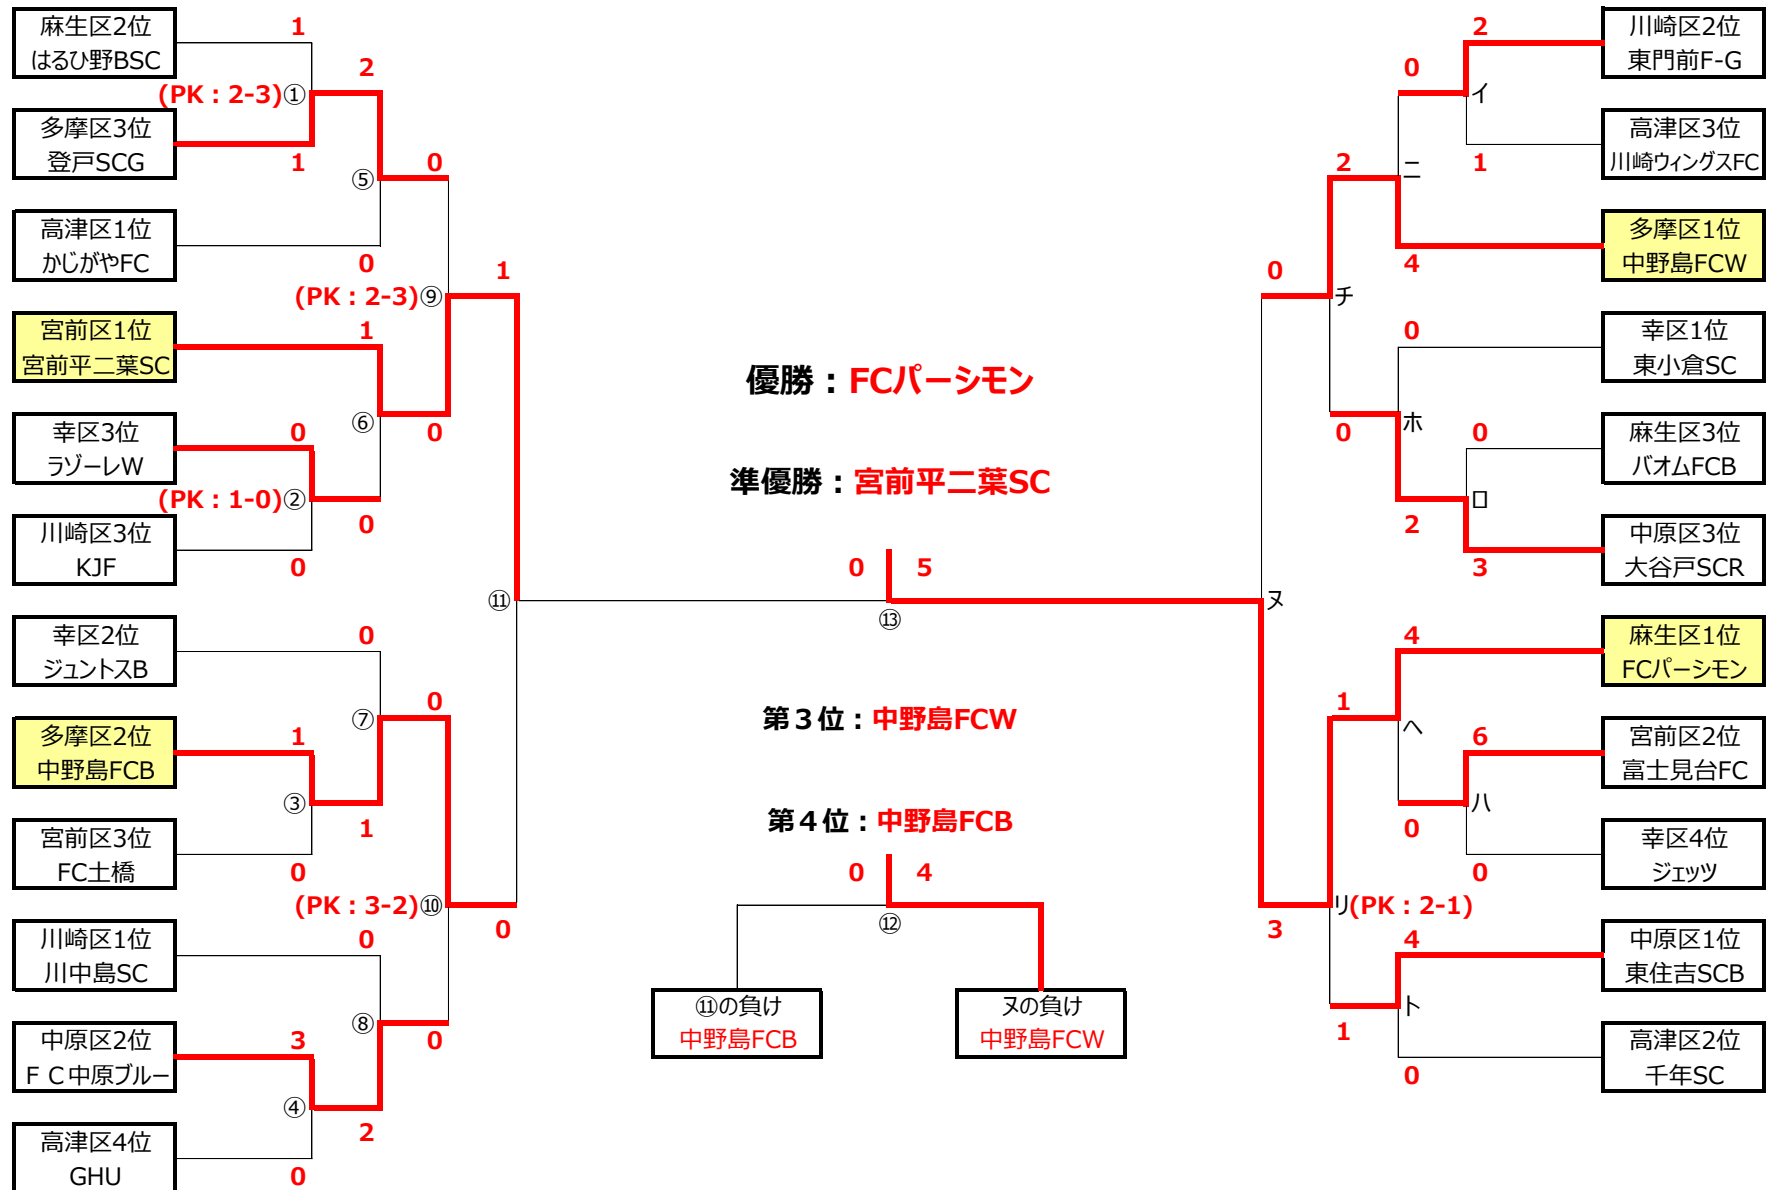 麻生区2位
はるひ野BSC
1
2
(PK：2-3)
①
多摩区3位
登戸SCG
1
0
⑤
高津区1位
かじがやFC
0
1
(PK：2-3)
⑨
宮前区1位
宮前平二葉SC
1
⑥
0
幸区3位
ラゾーレW
0
(PK：1-0)
②
0
川崎区3位
KJF
0
⑪
幸区2位
ジュントスB
0
⑦
0
多摩区2位
中野島FCB
1
③
1
宮前区3位
FC土橋
0
(PK：3-2)
⑩
0
川崎区1位
川中島SC
0
⑧
0
中原区2位
ＦＣ中原ブルー
3
④
2
高津区4位
GHU
0
優勝：FCパーシモン
準優勝：宮前平二葉SC
0
5
⑬
第３位：中野島FCW
第４位：中野島FCB
0
4
⑫
⑪の負け
中野島FCB
ヌの負け
中野島FCW
川崎区2位
東門前F-G
2
0
イ
高津区3位
川崎ウィングスFC
1
2
ニ
多摩区1位
中野島FCW
4
0
チ
幸区1位
東小倉SC
0
ホ
0
麻生区3位
バオムFCB
0
ロ
2
中原区3位
大谷戸SCR
3
ヌ
麻生区1位
FCパーシモン
4
1
ヘ
宮前区2位
富士見台FC
6
ハ
0
幸区4位
ジェッツ
0
リ
(PK：2-1)
3
中原区1位
東住吉SCB
4
ト
1
高津区2位
千年SC
0